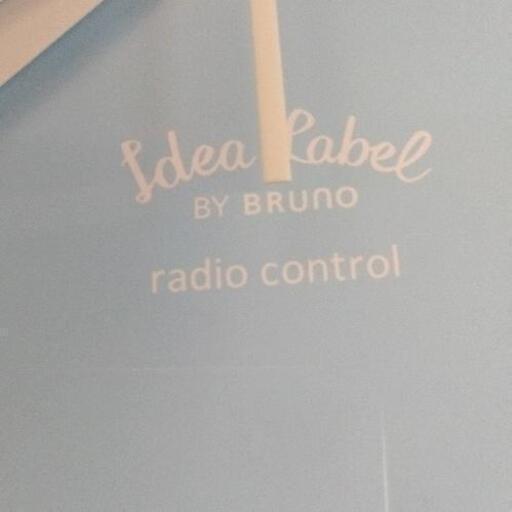 Idea Label
BY BRUNO
radio control